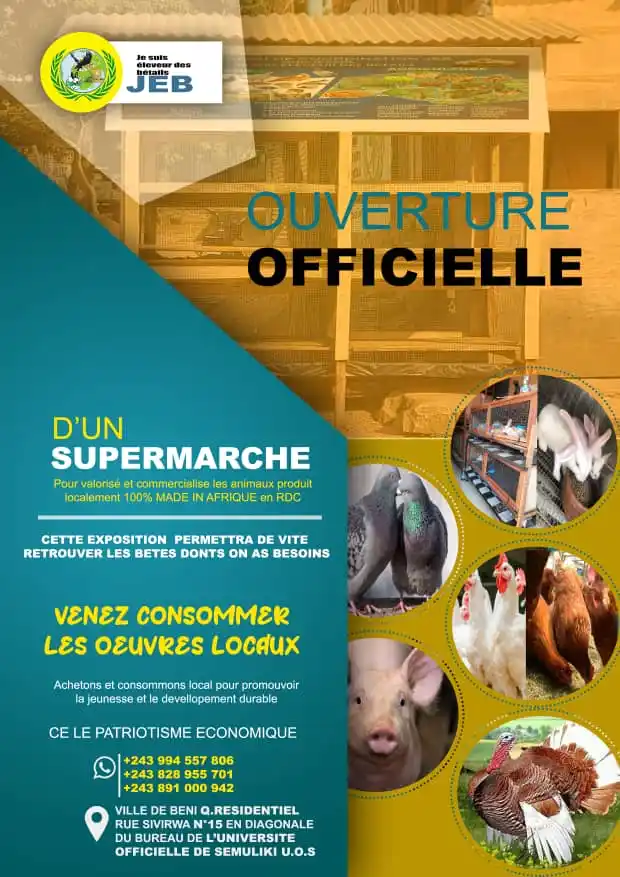 Je suis
éleveur des
bétails
JEB
OUVERTURE
OFFICIELLE
D'UN
SUPERMARCHE
Pour valorisé et commercialise les animaux produit
localement 100% MADE IN AFRIQUE en RDC
CETTE EXPOSITION PERMETTRA DE VITE
RETROUVER LES BETES DONTS ON AS BESOINS
VENEZ CONSOMMER
LES OEUVRES LOCAUX
Achetons et consommons local pour promouvoir
la jeunesse et le devellopement durable
CE LE PATRIOTISME ECONOMIQUE
+243 994 557 806
+243 828 955 701
+243 891 000 942
VILLE DE BENI Q.RESIDENTIEL
RUE SIVIRWA N°15 EN DIAGONALE
DU BUREAU DE L'UNIVERSITE
OFFICIELLE DE SEMULIKI U.O.S